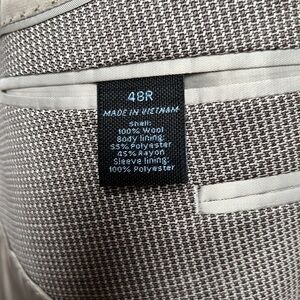 48R
MADE IN VIETNAM
Shell:
100% Wool
Body lining:
55% Polyester
45% Rayon
Sleeve lining:
100% Polyester